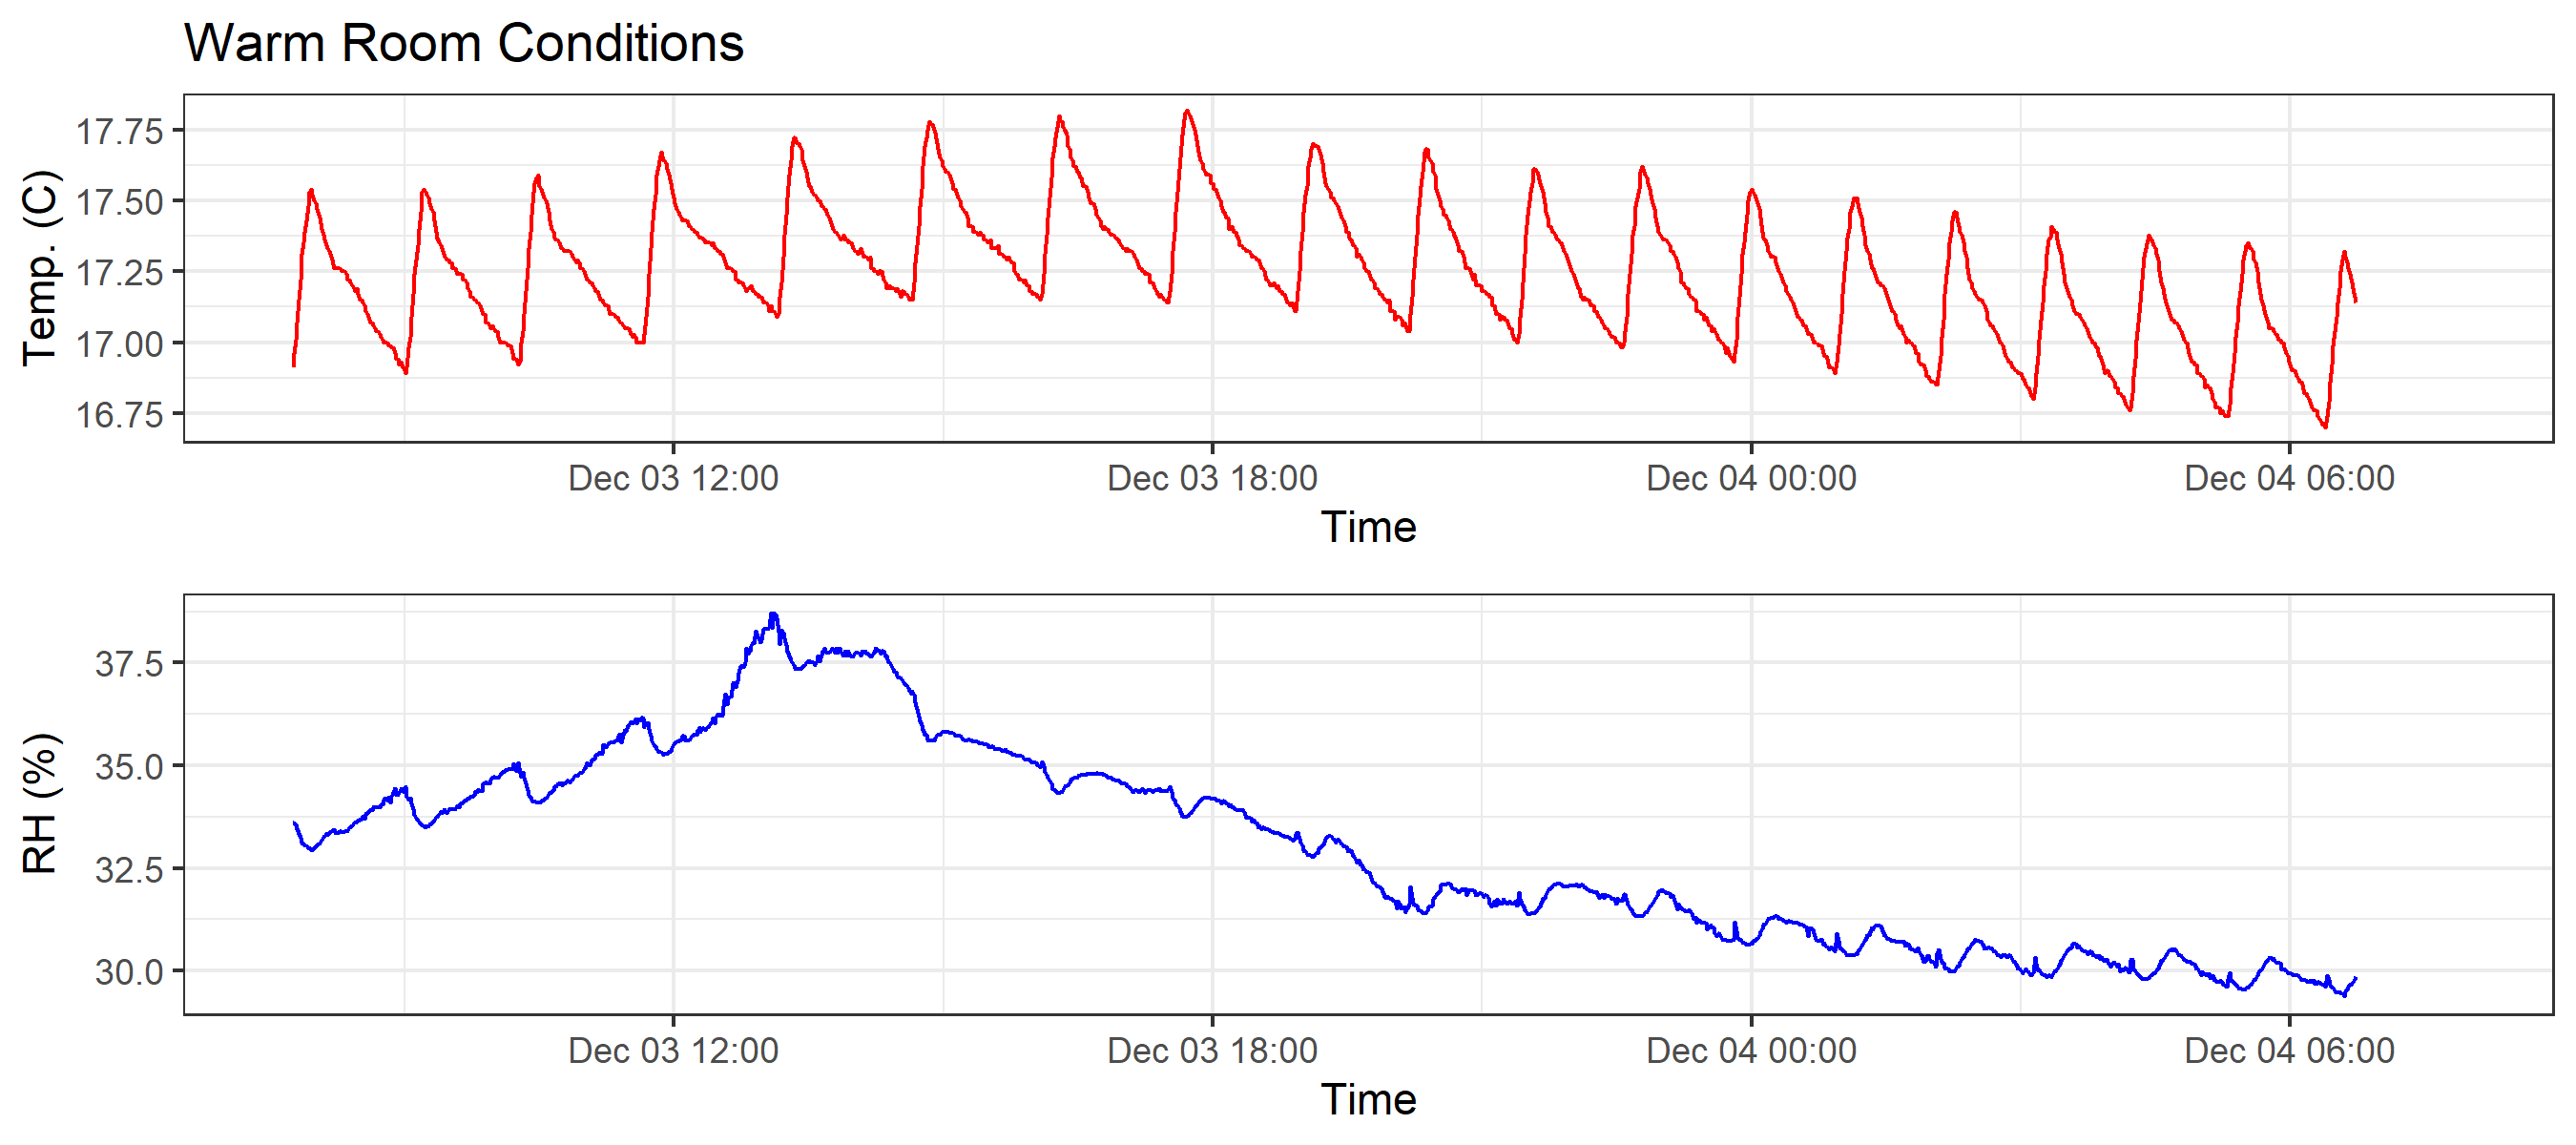 Warm Room Conditions
Temp. (C)
17.75
17.50
17.25
17.00
16.75
Dec 03 12:00 Dec 03 18:00 Dec 04 00:00 Dec 04 06:00
Time
RH (%)
37.5
35.0
32.5
30.0
Dec 03 12:00 Dec 03 18:00 Dec 04 00:00 Dec 04 06:00
Time